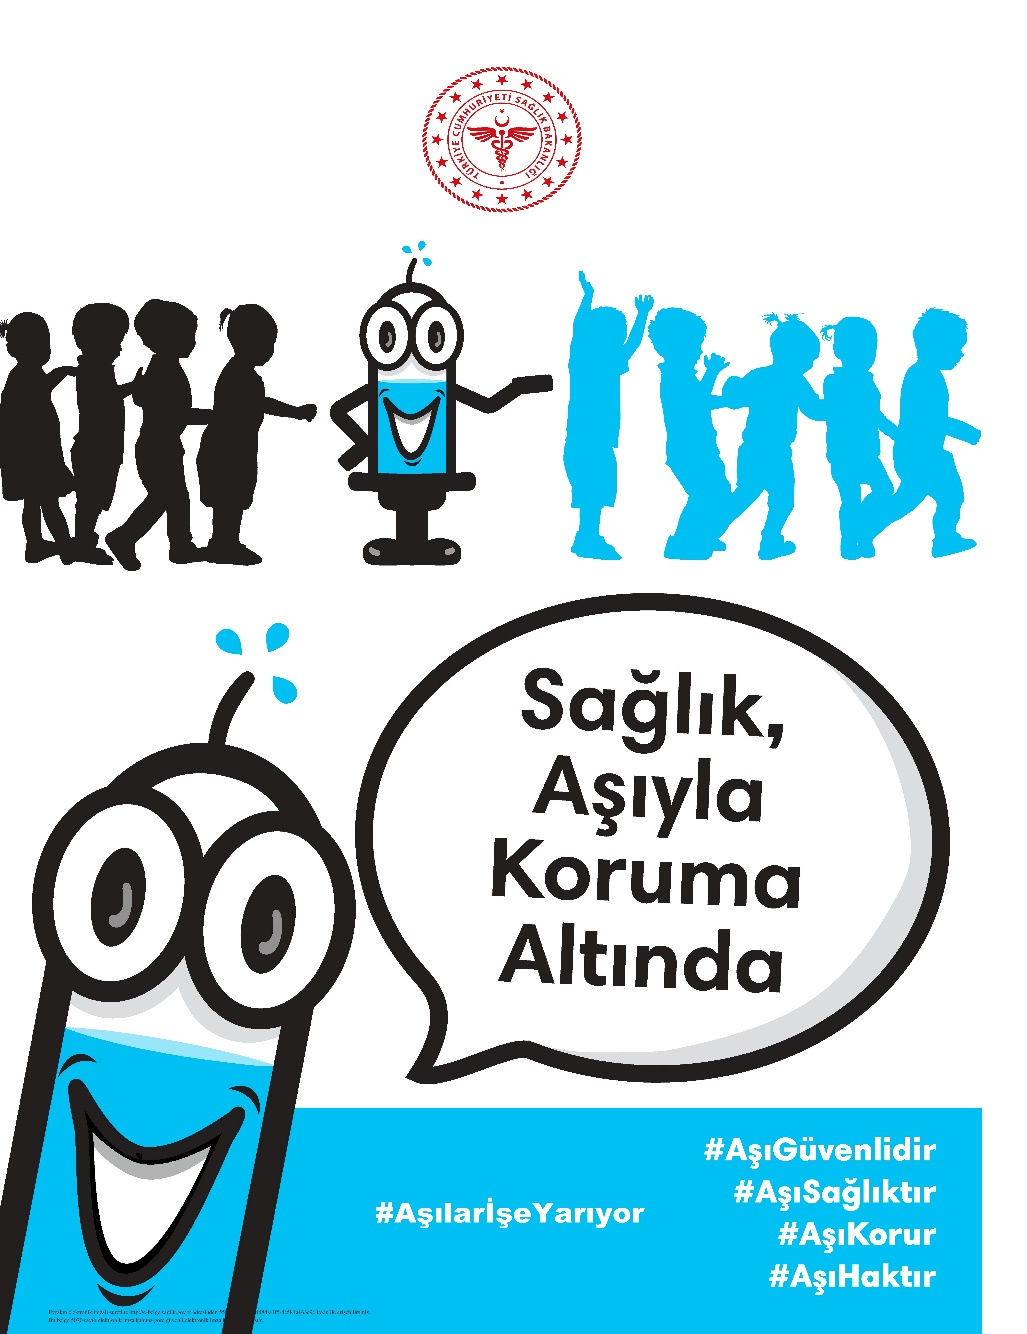 TÜRKİYE CUMHURİYETİ SAĞLIK BAKANLIĞI
Sağlık,
Aşıyla
Koruma
Altında
#AşıGüvenlidir
#AşıSağlıktır
#AşılarİşeYarıyor
#AşıKorur
#AşıHaktır